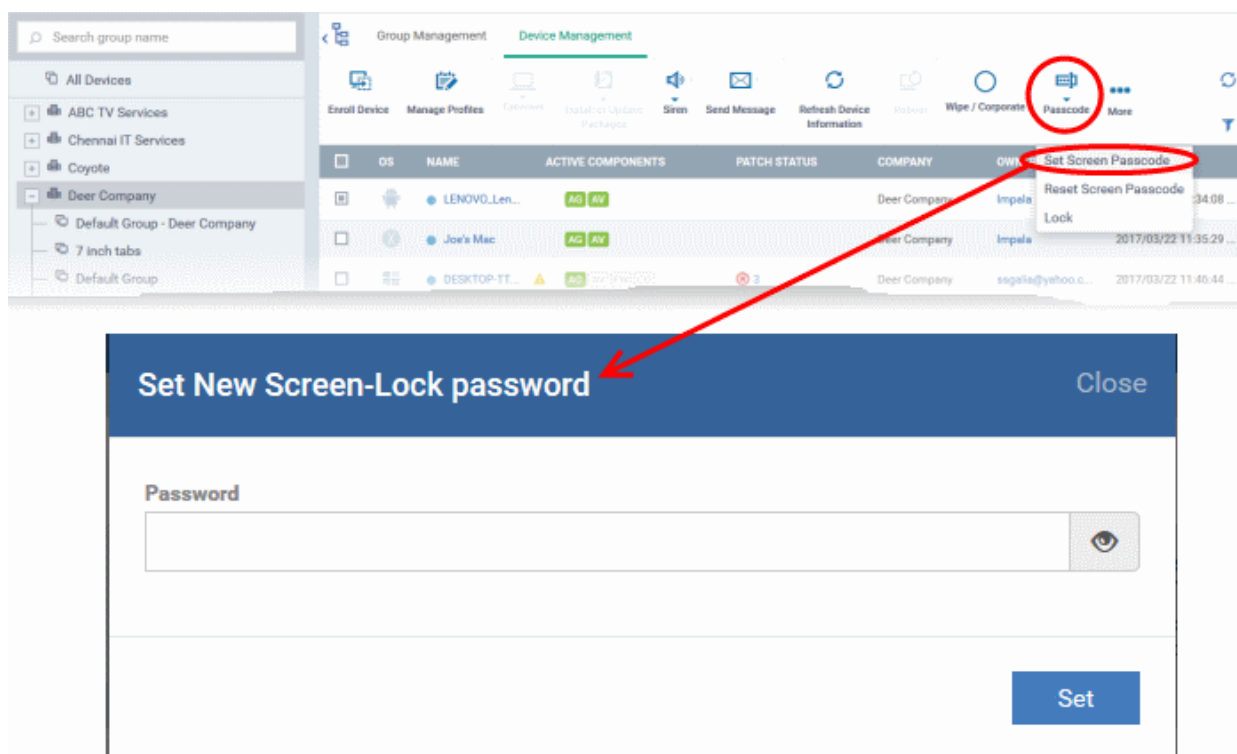 Search group name
Group Management Device Management
All Devices
ABC TV Services
Chennai IT Services
Coyote
Deer Company
Default Group - Deer Company
7 inch tabs
Default Group
Enroll Device Manage Profiles Siren Send Message Refresh Device Information Reboot Wipe / Corporate Passcode More
Set Screen Passcode
Reset Screen Passcode
Lock
OS NAME ACTIVE COMPONENTS PATCH STATUS COMPANY
LENOVO_Len... AG AV Deer Company Impala :34:08 ...
Joe's Mac AG AV Deer Company Impala 2017/03/22 11:35:29 ...
DESKTOP-TT... AG 3 Deer Company 2017/03/22 11:46:44 ...
Set New Screen-Lock password Close
Password
Set